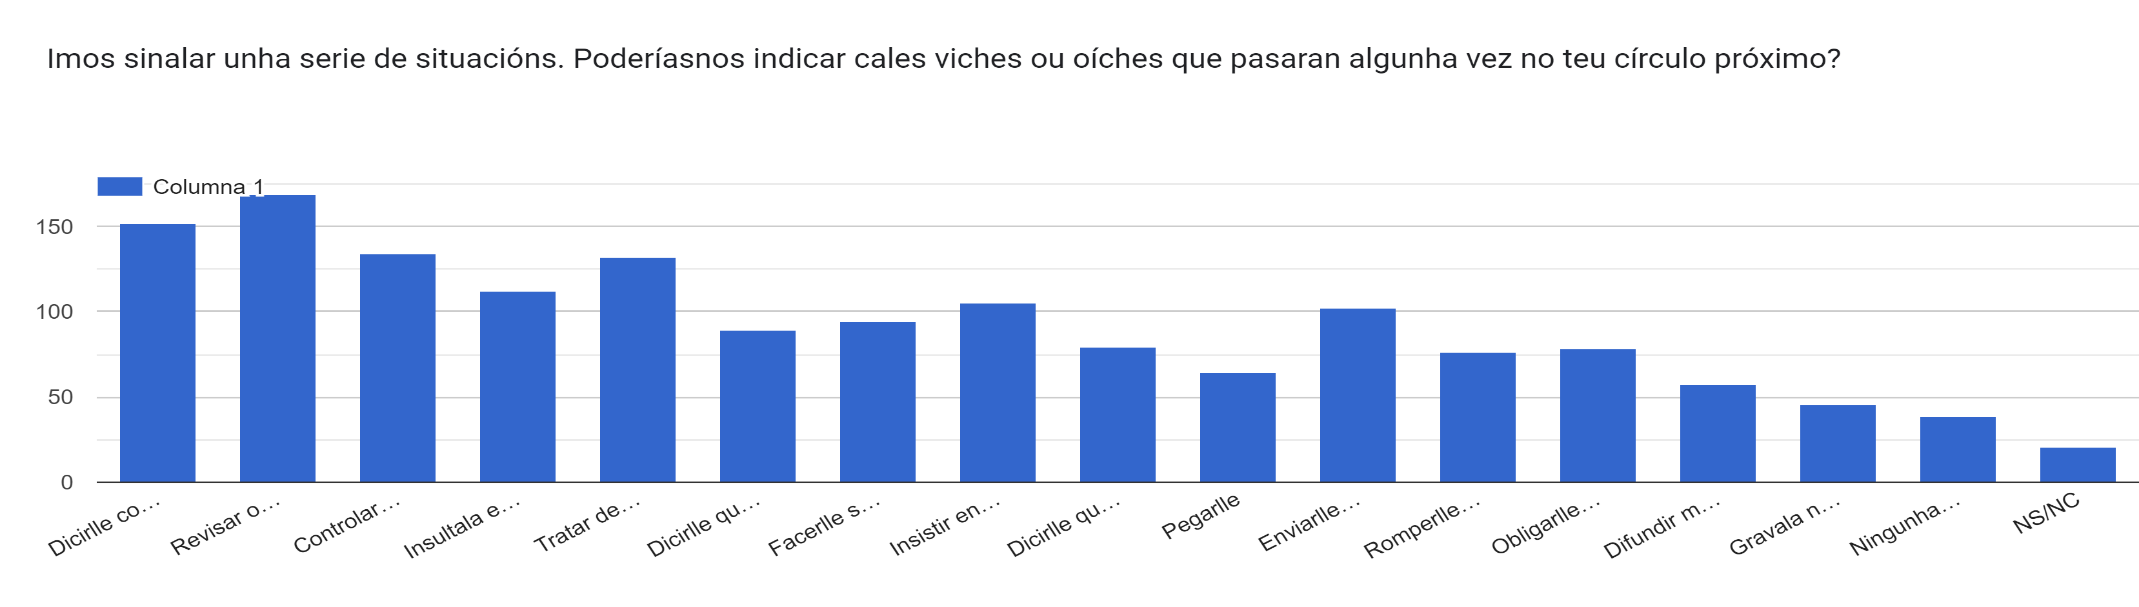 Imos sinalar unha serie de situacións. Poderíasnos indicar cales viches ou oíches que pasaran algunha vez no teu círculo próximo?
Columna 1
150
100
50
0
Dicirlle co…
Revisar o…
Controlar…
Insultala e…
Tratar de…
Dicirlle qu…
Facerlle s…
Insistir en…
Dicirlle qu…
Pegarlle
Enviarlle…
Romperlle…
Obligarlle…
Difundir m…
Gravala n…
Ningunha…
NS/NC